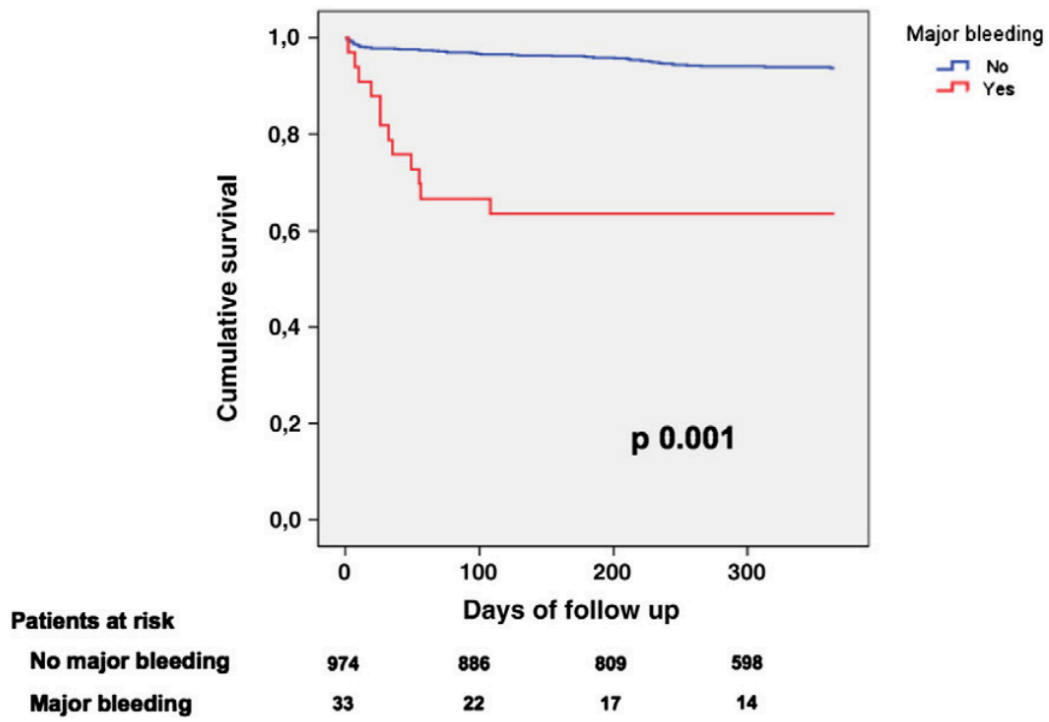 Major bleeding
No
Yes
1,0
0,8
0,6
0,4
0,2
0,0
Cumulative survival
p 0.001
0 100 200 300
Days of follow up
Patients at risk
No major bleeding 974 886 809 598
Major bleeding 33 22 17 14